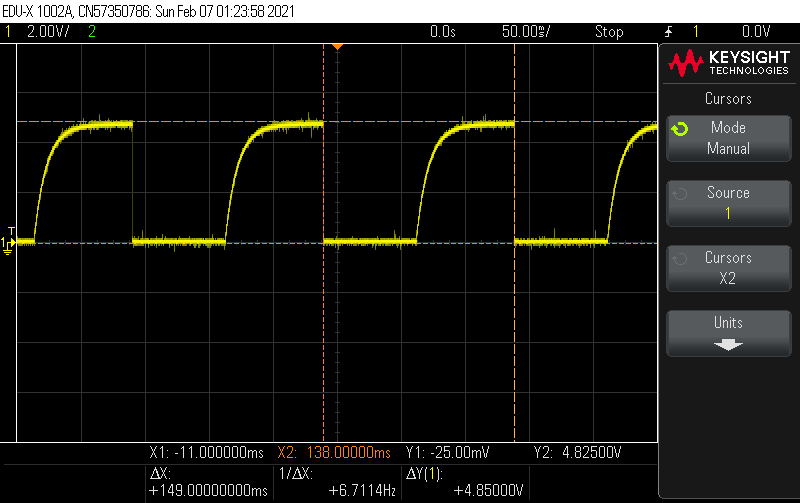 EDU-X 1002A, CN57350786: Sun Feb 07 01:23:58 2021
1 2.00V/ 2 0.0s 50.00ms/ Stop 1 0.0V
KEYSIGHT
TECHNOLOGIES
Cursors
Mode
Manual
Source
1
Cursors
X2
Units
T
1
X1: -11.000000ms X2: 138.00000ms Y1: -25.00mV Y2: 4.82500V
ΔX: 1/ΔX: ΔY(1):
+149.00000000ms +6.7114Hz +4.85000V